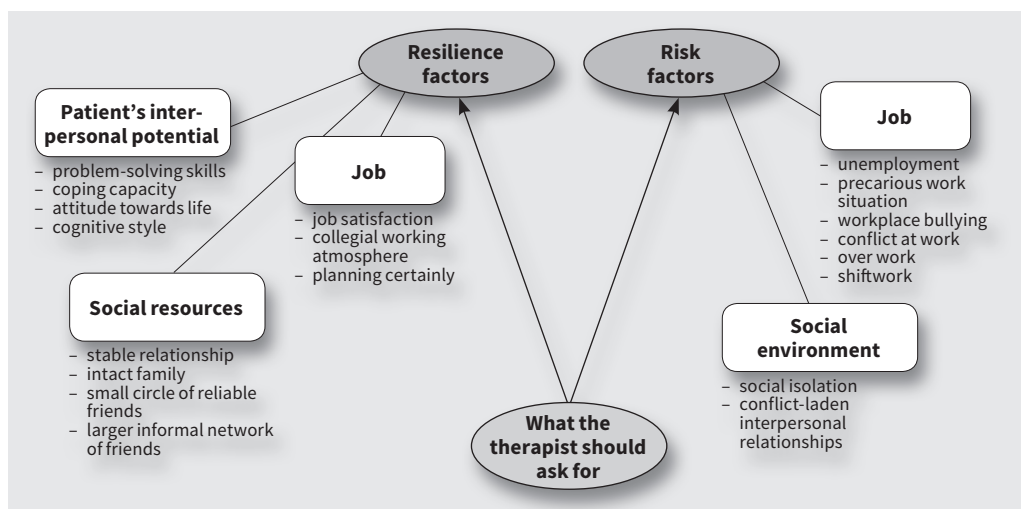 Resilience
factors
Risk
factors
Patient's inter-
personal potential
– problem-solving skills
– coping capacity
– attitude towards life
– cognitive style
Job
– job satisfaction
– collegial working
atmosphere
– planning certainly
Social resources
– stable relationship
– intact family
– small circle of reliable
friends
– larger informal network
of friends
Job
– unemployment
– precarious work
situation
– workplace bullying
– conflict at work
– over work
– shiftwork
Social
environment
– social isolation
– conflict-laden
interpersonal
relationships
What the
therapist should
ask for